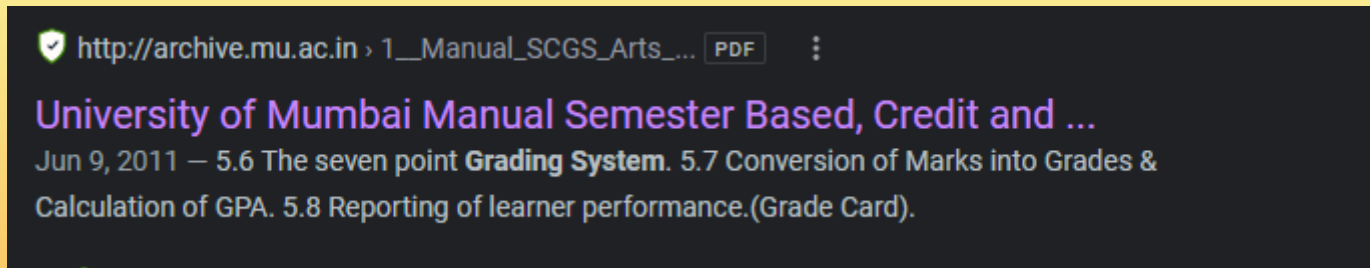 http://archive.mu.ac.in › 1__Manual_SCGS_Arts_... PDF
University of Mumbai Manual Semester Based, Credit and ...
Jun 9, 2011 — 5.6 The seven point Grading System. 5.7 Conversion of Marks into Grades &
Calculation of GPA. 5.8 Reporting of learner performance.(Grade Card).